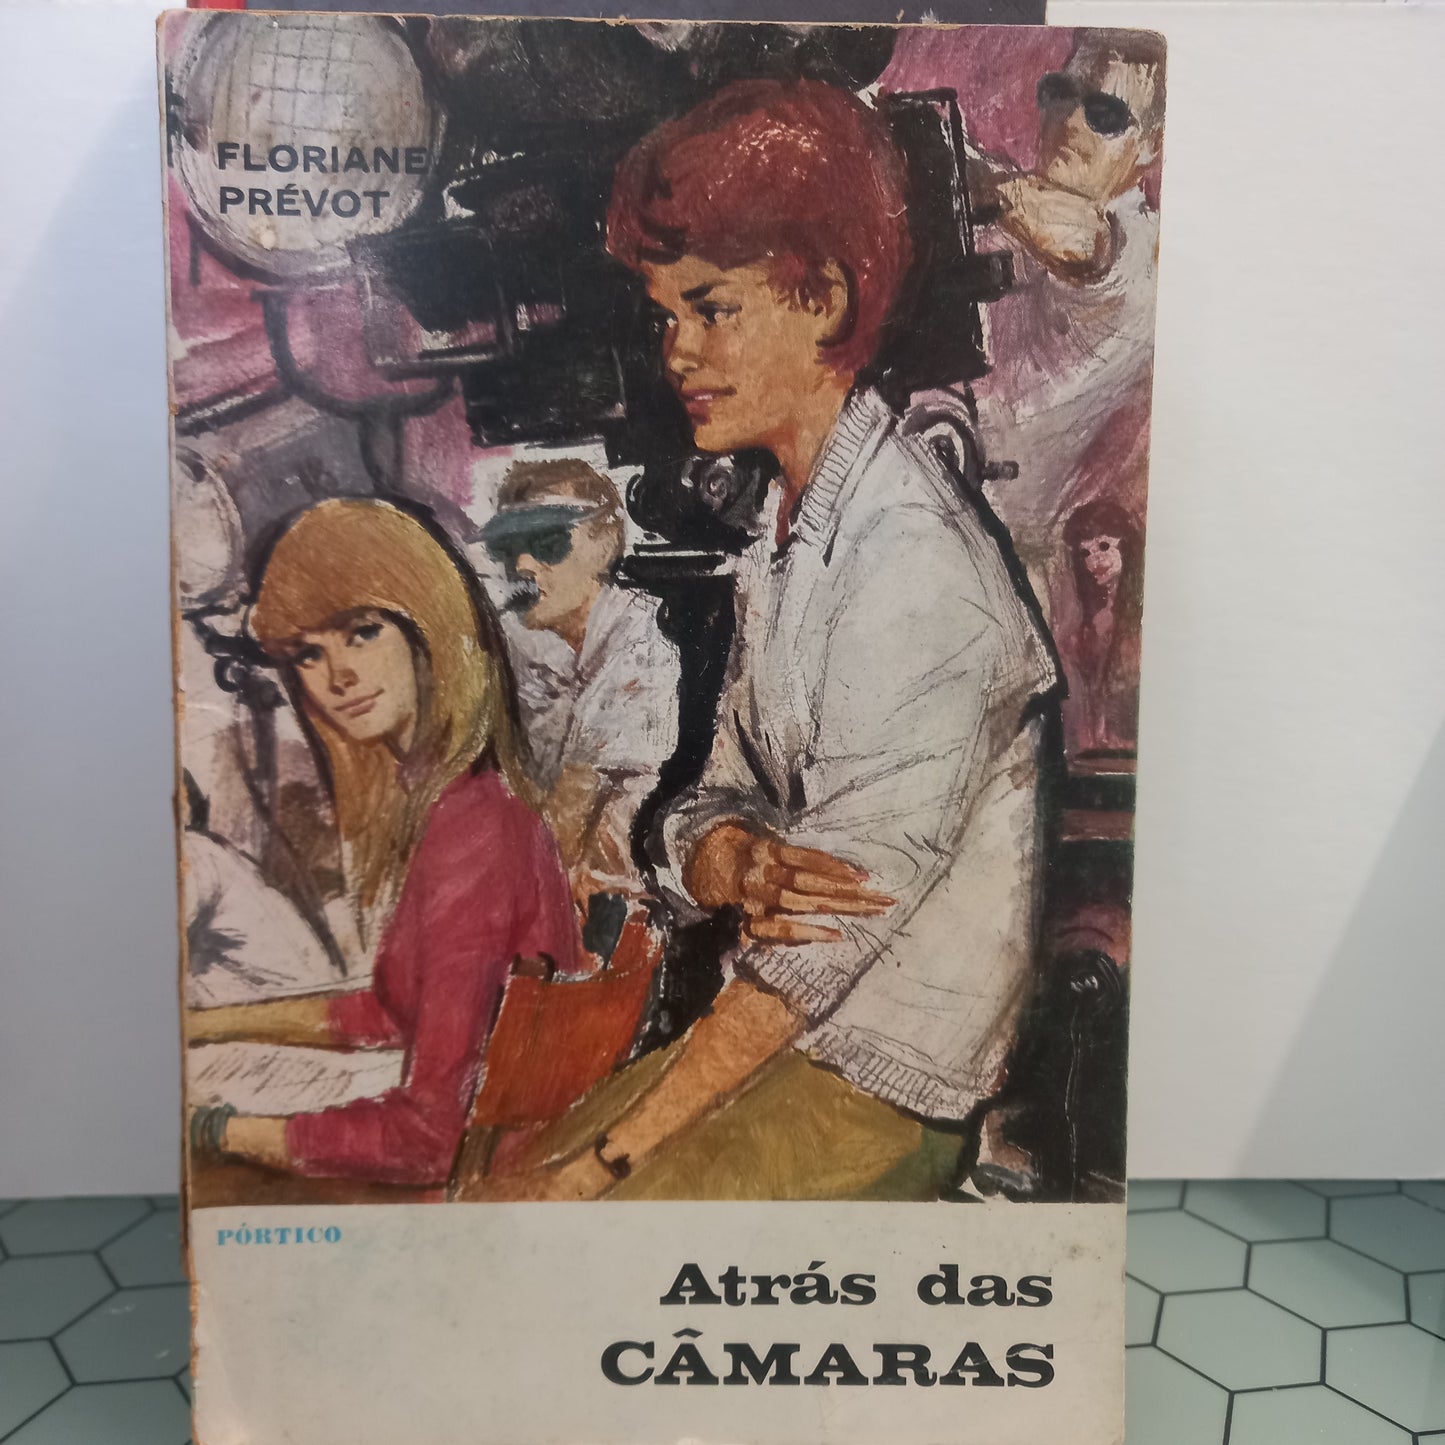 FLORIANE
PRÉVOT
PÓRTICO
Atrás das
CÂMARAS